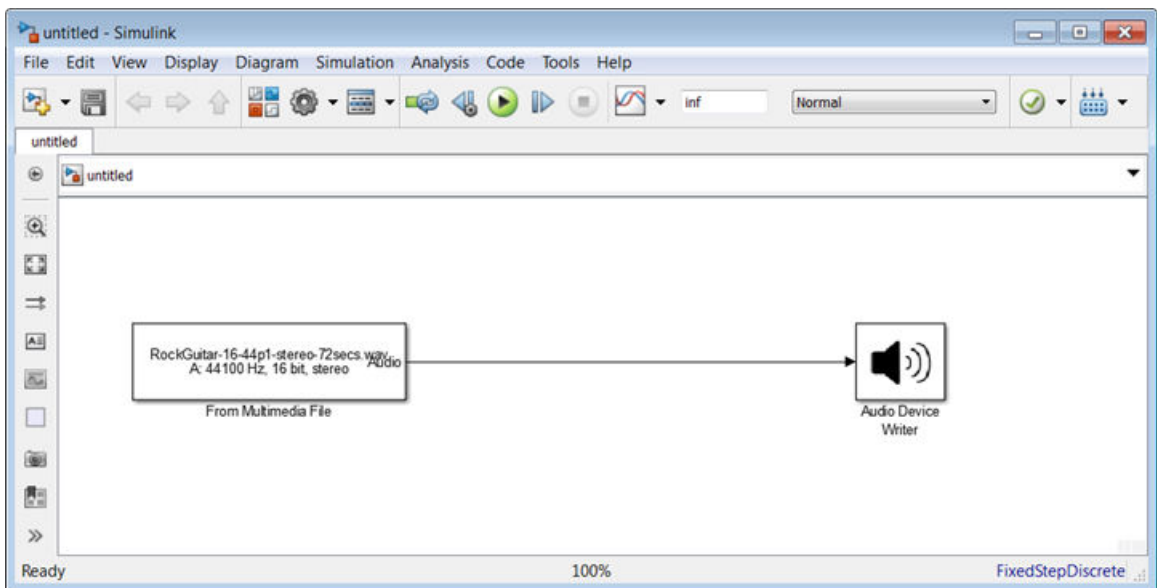 untitled - Simulink
File Edit View Display Diagram Simulation Analysis Code Tools Help
inf Normal
untitled
untitled
RockGuitar-16-44p1-stereo-72secs.wav
Audio
A: 44100 Hz, 16 bit, stereo
From Multimedia File
Audio Device
Writer
Ready 100% FixedStepDiscrete